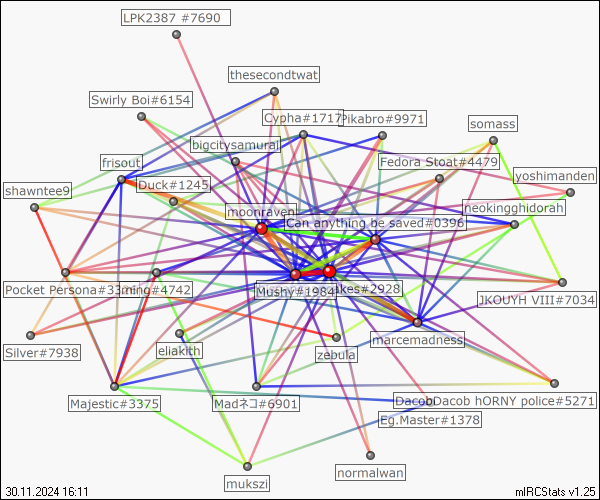 LPK2387 #7690
thesecondtwat
Swirly Boi#6154
Cypha#1717
Pikabro#9971
somass
bigcitysamurai
frisout
Fedora Stoat#4479
yoshimanden
Duck#1245
shawntee9
moonraven
neokingghidorah
Can anything be saved#0396
Pocket Persona#33
ming#4742
Mushy#1984
akes#2928
JKOUYH VIII#7034
marcemadness
Silver#7938
eliakith
zebula
Majestic#3375
Madネコ#6901
Dacob
Dacob hORNY police#5271
Eg.Master#1378
normalwan
mukszi
30.11.2024 16:11
mIRCStats v1.25